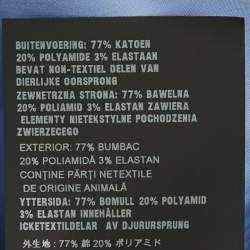 BUITENVOERING: 77% KATOEN
20% POLYAMIDE 3% ELASTAAN
BEVAT NON-TEXTIEL DELEN VAN
DIERLIJKE OORSPRONG
ZEWNETRZNA STRONA: 77% BAWELNA
20% POLIAMID 3% ELASTAN ZAWIERA
ELEMENTY NIETEKSTYLNE POCHODZENIA
ZWIERZECEGO
EXTERIOR: 77% BUMBAC
20% POLIAMIDĂ 3% ELASTAN
CONŢINE PĂRŢI NETEXTILE
DE ORIGINE ANIMALĂ
YTTERSIDA: 77% BOMULL 20% POLYAMID
3% ELASTAN INNEHÅLLER
ICKETEXTILDELAR AV DJURURSPRUNG
外生地 : 77% 綿 20% ポリアミド